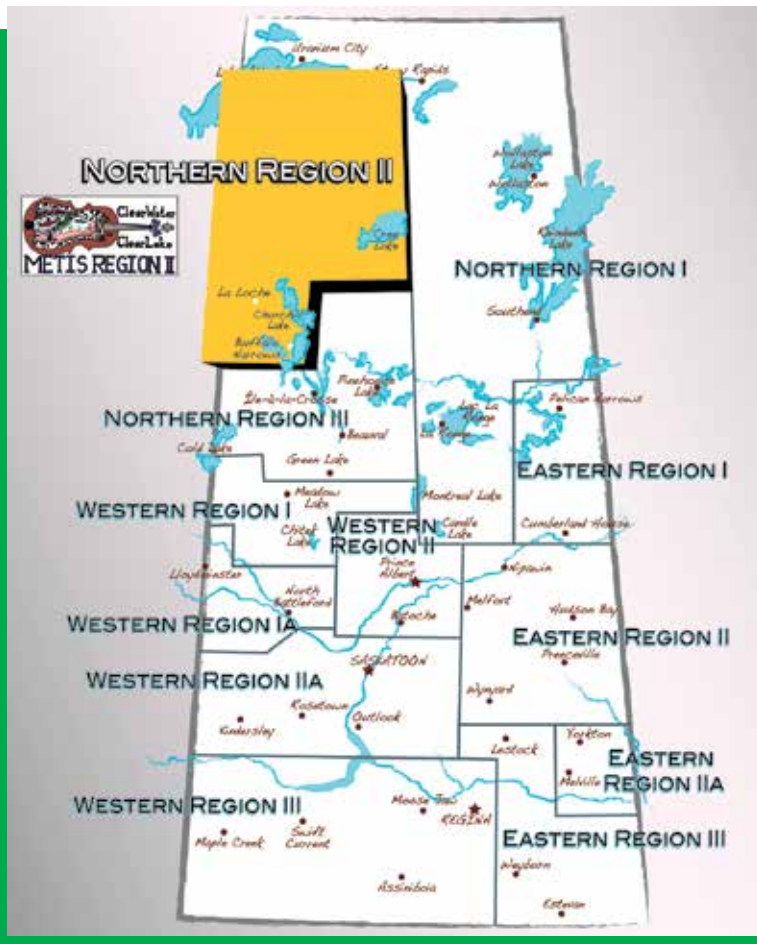 Uranium City
Stony Rapids
NORTHERN REGION II
Wollaston
Lake
Wollaston
ClearWater
ClearLake
METIS REGION II
Cree
Lake
Reindeer
Lake
NORTHERN REGION I
La Loche
Churchill
Lake
Southend
Buffalo
Narrows
Pinehouse
Lake
Ile-à-la-Crosse
Pelican Narrows
NORTHERN REGION III
Lac La
Ronge
La Ronge
Beauval
Cold Lake
Green Lake
EASTERN REGION I
Meadow
Lake
Montreal Lake
WESTERN REGION I
WESTERN
REGION II
Candle
Lake
Cumberland House
Chitek
Lake
Prince
Albert
Nipawin
Lloydminster
North
Battleford
Melfort
Hudson Bay
Batoche
WESTERN REGION IA
EASTERN REGION II
Preeceville
SASKATOON
WESTERN REGION IIA
Wynyard
Rosetown
Kindersley
Outlook
Lestock
Yorkton
EASTERN
REGION IIA
Melville
WESTERN REGION III
Moose Jaw
REGINA
Swift
Current
Maple Creek
EASTERN REGION III
Weyburn
Assiniboia
Estevan